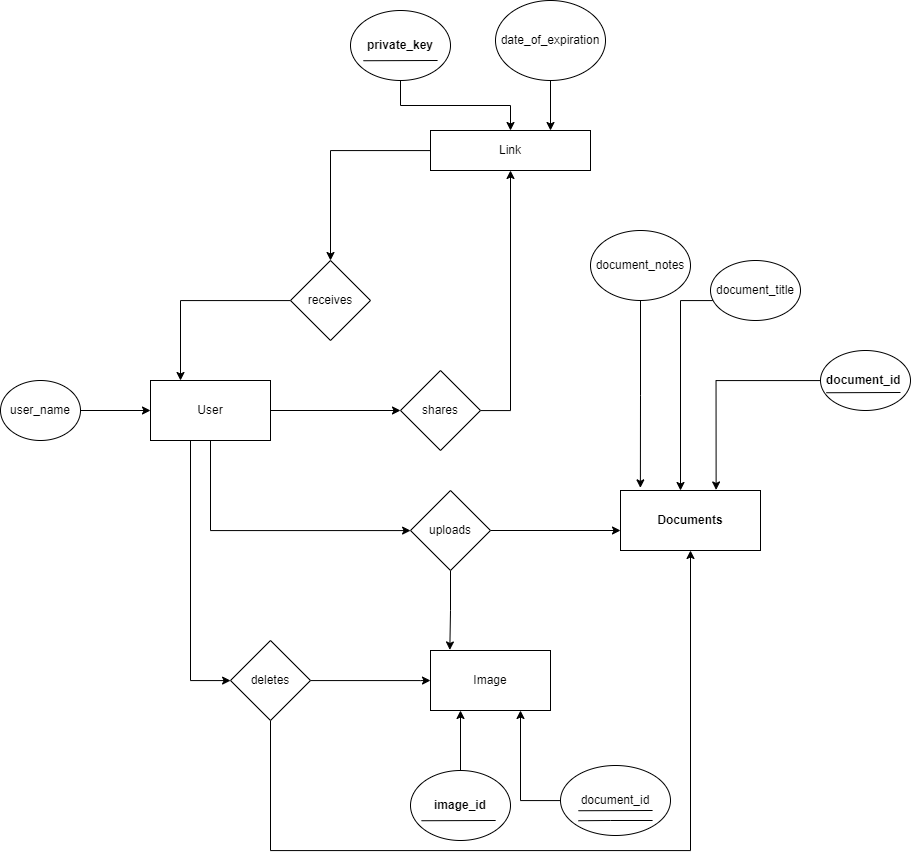 private_key
date_of_expiration
Link
document_notes
document_title
receives
document_id
user_name
User
shares
Documents
uploads
deletes
Image
image_id
document_id